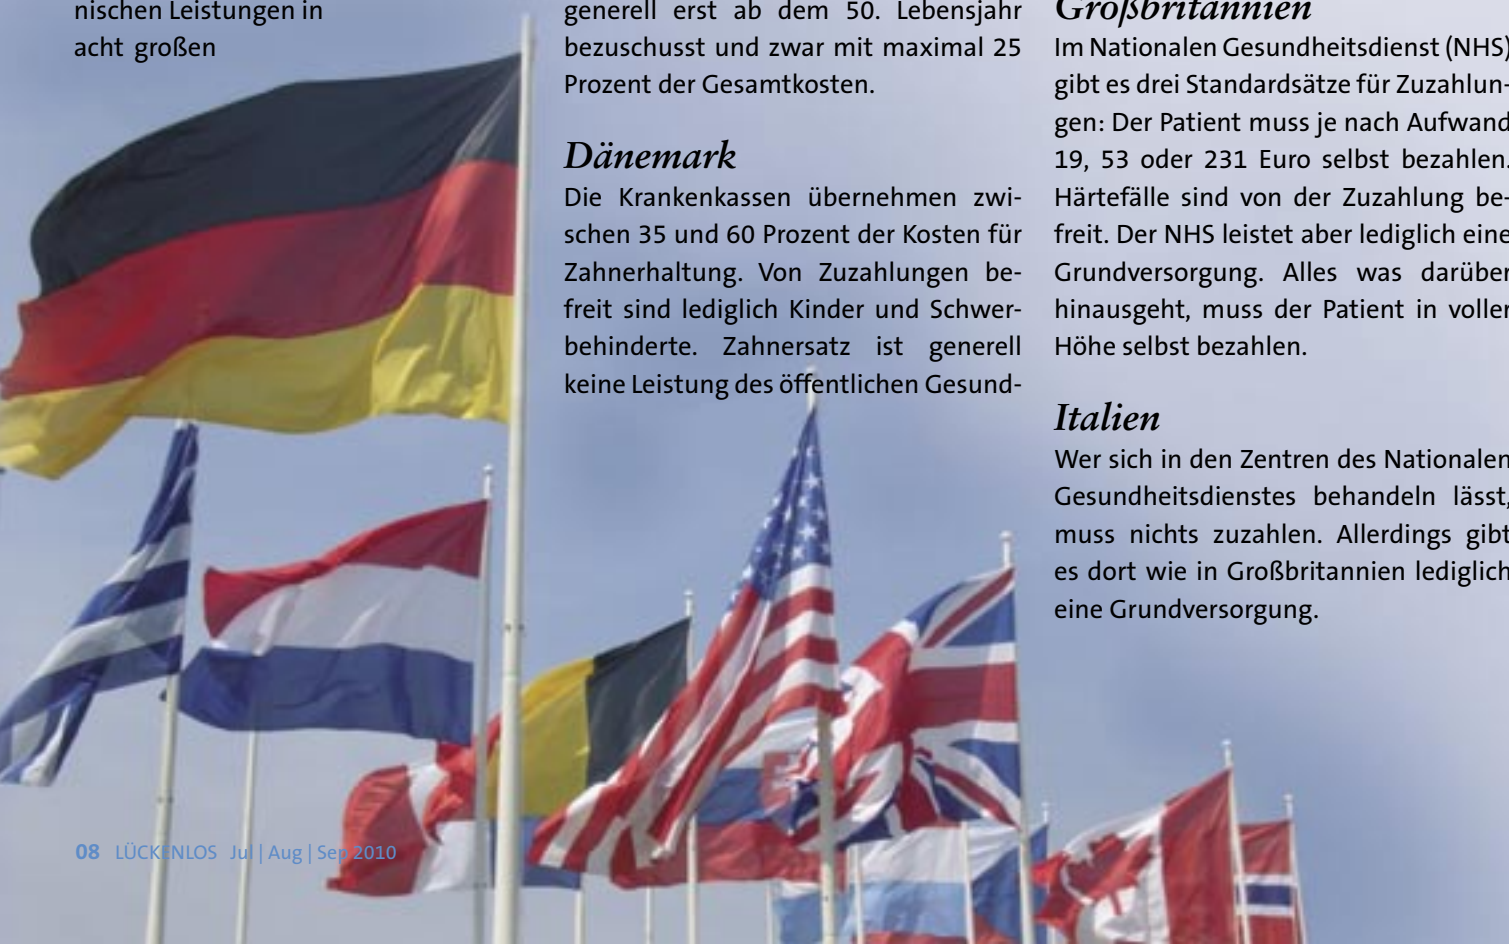 nischen Leistungen in
acht großen
generell erst ab dem 50. Lebensjahr
bezuschusst und zwar mit maximal 25
Prozent der Gesamtkosten.
Dänemark
Die Krankenkassen übernehmen zwi-
schen 35 und 60 Prozent der Kosten für
Zahnerhaltung. Von Zuzahlungen be-
freit sind lediglich Kinder und Schwer-
behinderte. Zahnersatz ist generell
keine Leistung des öffentlichen Gesund-
Großbritannien
Im Nationalen Gesundheitsdienst (NHS)
gibt es drei Standardsätze für Zuzahlun-
gen: Der Patient muss je nach Aufwand
19, 53 oder 231 Euro selbst bezahlen.
Härtefälle sind von der Zuzahlung be-
freit. Der NHS leistet aber lediglich eine
Grundversorgung. Alles was darüber
hinausgeht, muss der Patient in voller
Höhe selbst bezahlen.
Italien
Wer sich in den Zentren des Nationalen
Gesundheitsdienstes behandeln lässt,
muss nichts zuzahlen. Allerdings gibt
es dort wie in Großbritannien lediglich
eine Grundversorgung.
08 LÜCKENLOS Jul | Aug | Sep 2010